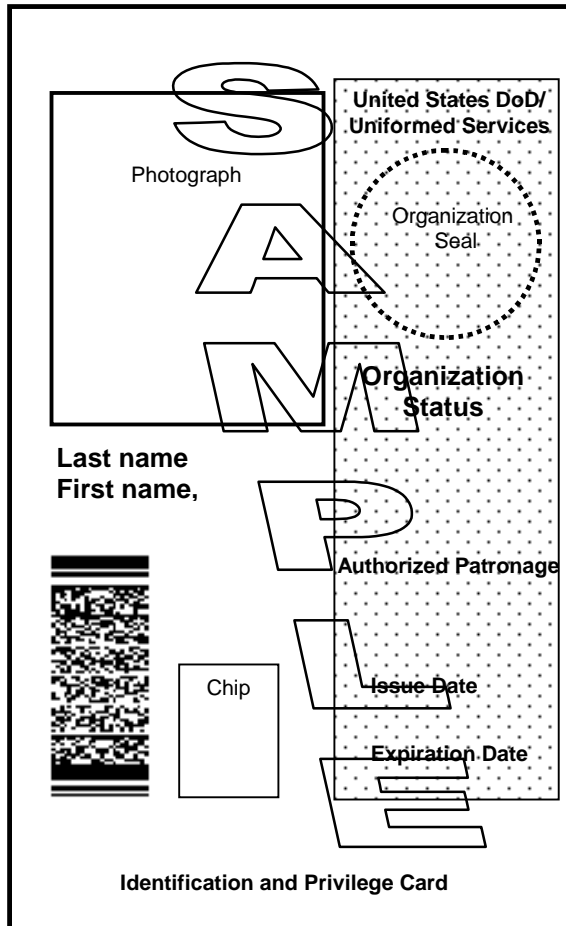 United States DoD/
Uniformed Services
Photograph
Organization
Seal
Organization
Status
Last name
First name,
Authorized Patronage
Chip
Issue Date
Expiration Date
Identification and Privilege Card
SAMPLE